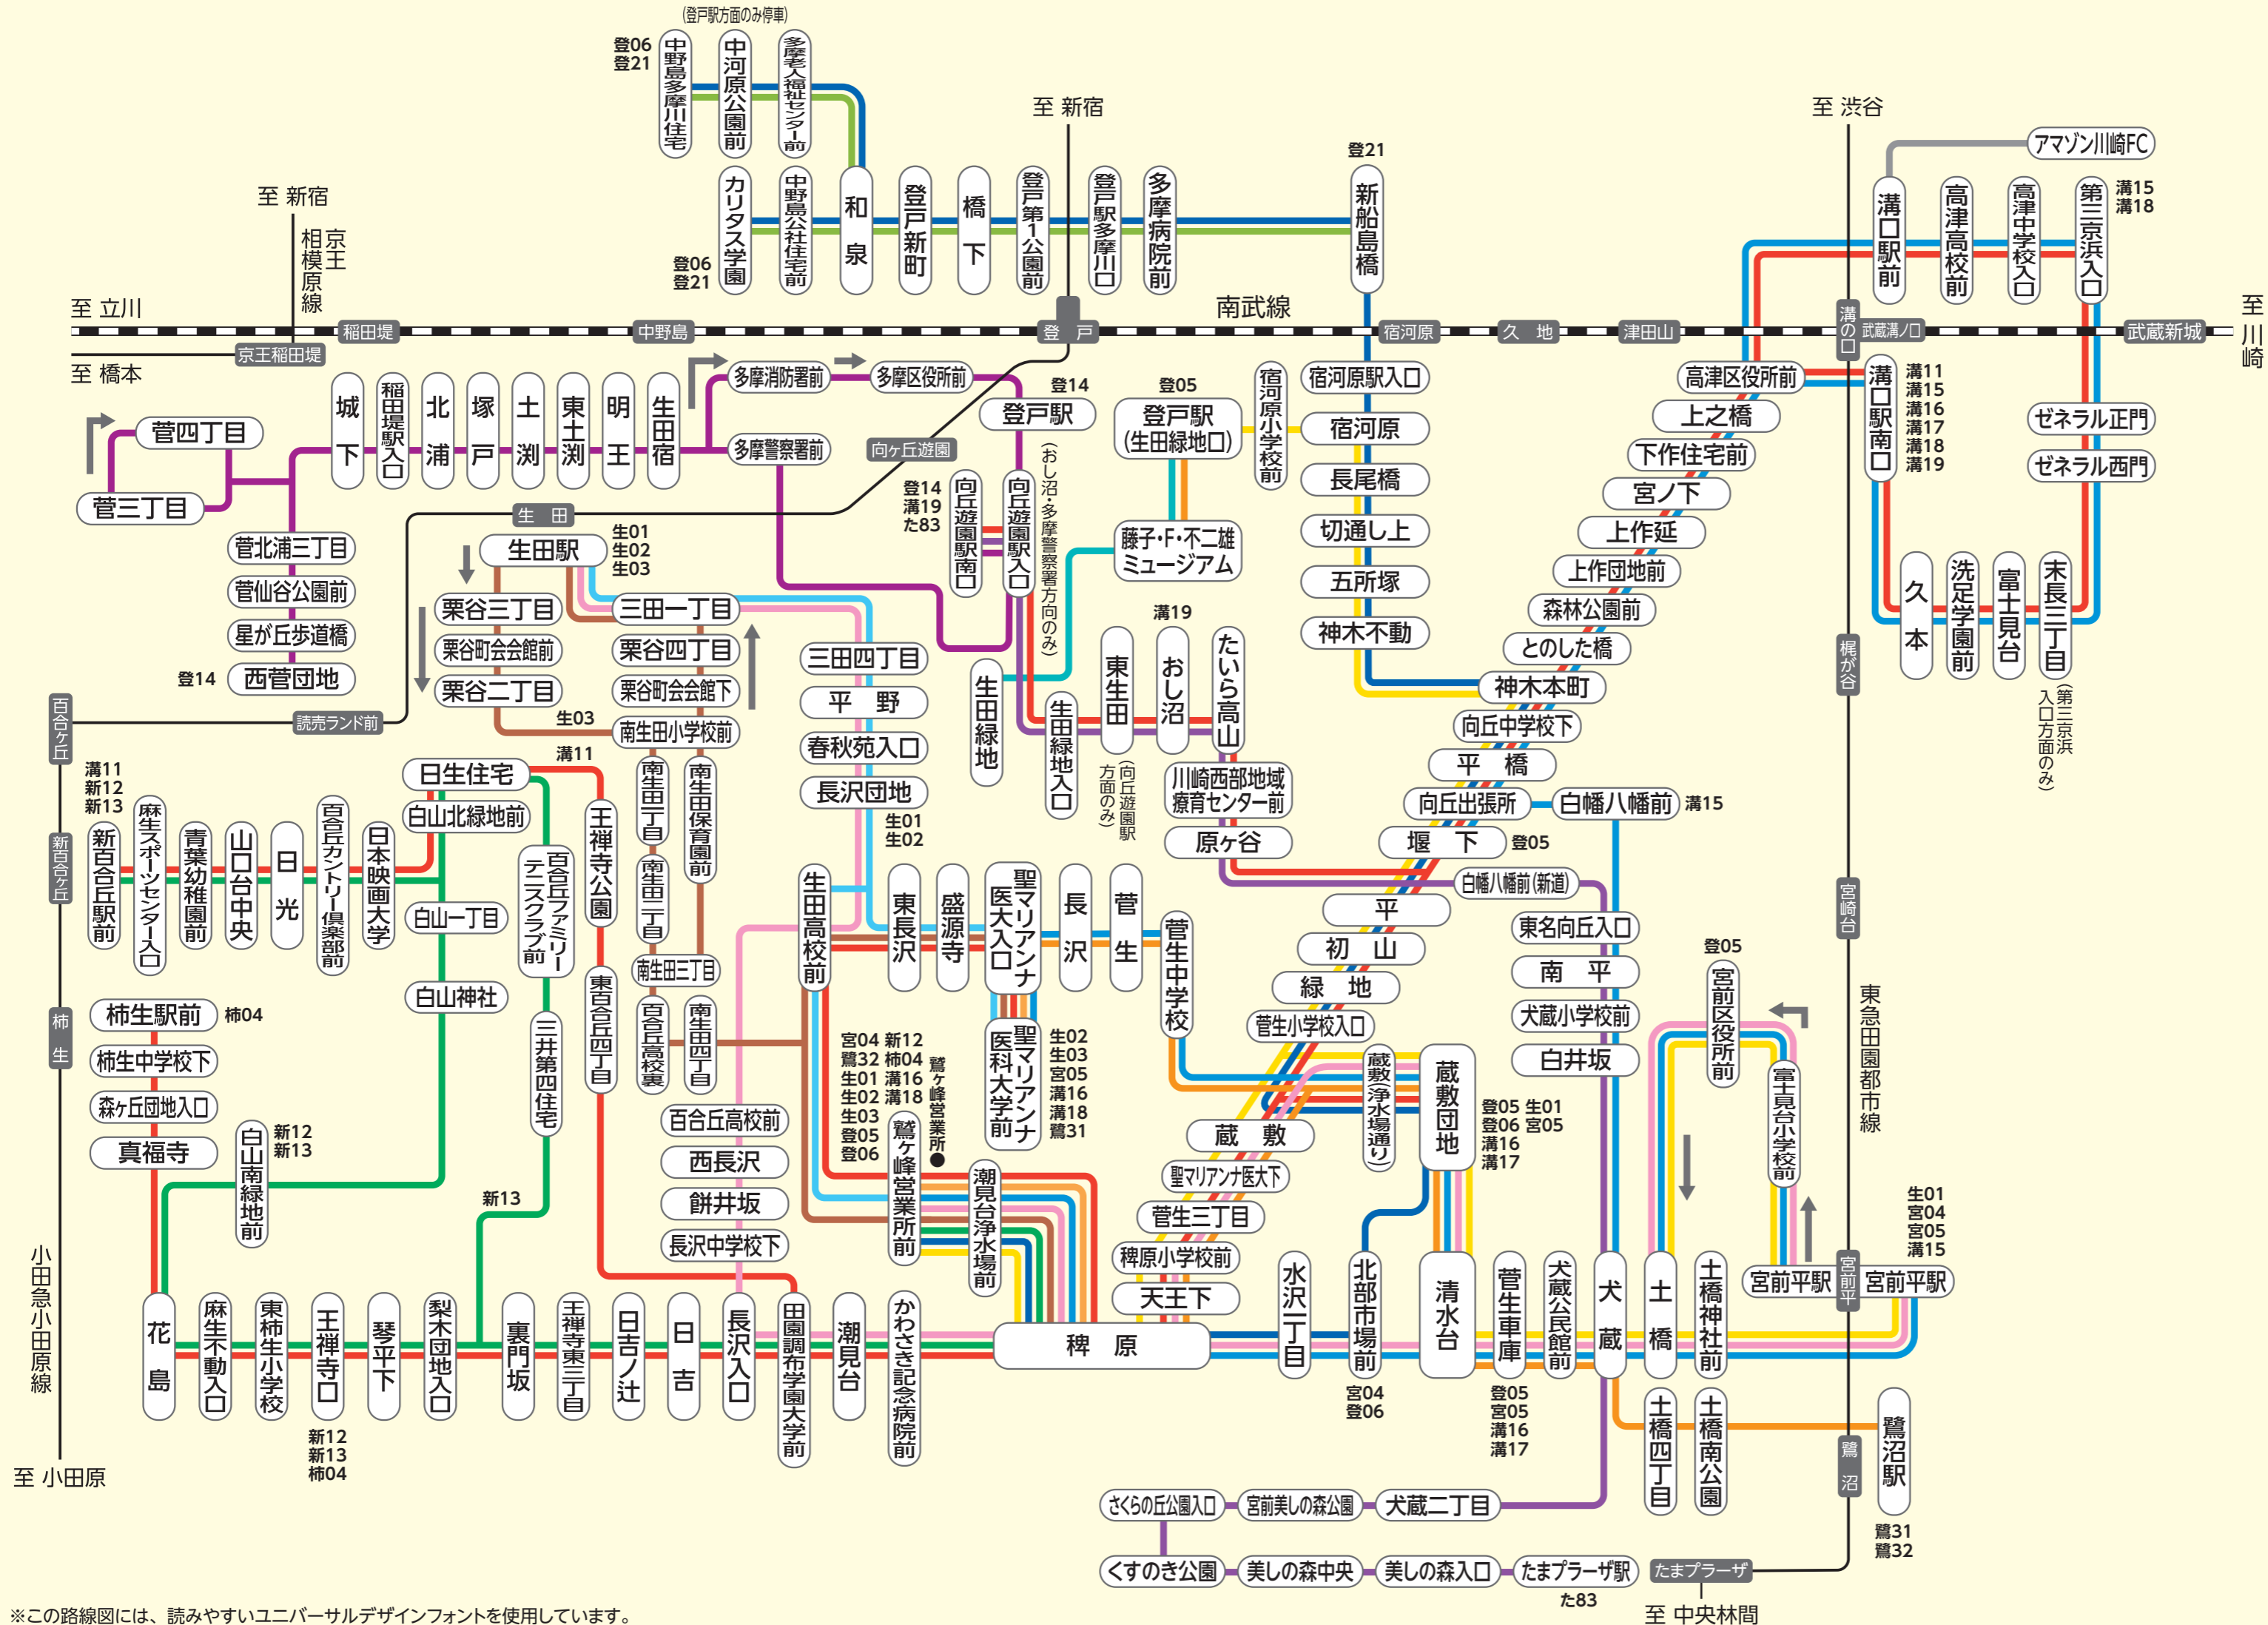 (登戸駅方面のみ停車)
登06
登21
中野島多摩川住宅
中河原公園前
多摩老人福祉センター前
至 新宿
至 渋谷
アマゾン川崎FC
登21
登06
登21
カリタス学園
中野島公社住宅前
和泉
登戸新町
橋下
登戸第1公園前
登戸駅多摩川口
多摩病院前
新船島橋
溝口駅前
高津高校前
高津中学校入口
第三京浜入口
溝15
溝18
至 新宿
京王
相模原線
至 立川
南武線
至 川崎
稲田堤
中野島
登 戸
宿河原
久 地
津田山
溝の口
武蔵溝ノ口
武蔵新城
京王稲田堤
至 橋本
菅四丁目
菅三丁目
城下
稲田堤駅入口
北浦
塚戸
土渕
東土渕
明王
生田宿
多摩消防署前
多摩区役所前
多摩警察署前
登14
登戸駅
登05
登戸駅
(生田緑地口)
宿河原小学校前
宿河原駅入口
宿河原
長尾橋
切通し上
五所塚
神木不動
高津区役所前
上之橋
下作住宅前
宮ノ下
上作延
上作団地前
森林公園前
とのした橋
神木本町
向丘中学校下
平 橋
向丘出張所
白幡八幡前
溝15
堰 下
登05
溝口駅南口
溝11
溝15
溝16
溝17
溝18
溝19
ゼネラル正門
ゼネラル西門
久本
洗足学園前
富士見台
末長三丁目
(第三京浜
入口方面のみ)
梶が谷
向ヶ丘遊園
登14
溝19
た83
向丘遊園駅南口
向丘遊園駅入口
(おし沼・多摩警察署方向のみ)
藤子・F・不二雄
ミュージアム
菅北浦三丁目
菅仙谷公園前
星が丘歩道橋
登14
西菅団地
生 田
生田駅
生01
生02
生03
栗谷三丁目
栗谷町会会館前
栗谷二丁目
生03
三田一丁目
栗谷四丁目
栗谷町会会館下
南生田小学校前
三田四丁目
平 野
春秋苑入口
長沢団地
生01
生02
生田緑地
生田緑地入口
東生田
(向丘遊園駅
方面のみ)
溝19
おし沼
たいら高山
川崎西部地域
療育センター前
原ヶ谷
百合ヶ丘
読売ランド前
新百合ヶ丘
溝11
新12
新13
新百合丘駅前
麻生スポーツセンター入口
青葉幼稚園前
山口台中央
日光
百合丘カントリー倶楽部前
日本映画大学
日生住宅
白山北緑地前
溝11
白山一丁目
白山神社
百合丘ファミリー
テニスクラブ前
三井第四住宅
王禅寺公園
東百合丘四丁目
南生田一丁目
南生田二丁目
南生田保育園前
南生田三丁目
百合丘高校裏
南生田四丁目
生田高校前
東長沢
盛源寺
聖マリアンナ
医大入口
長沢
菅生
菅生中学校
聖マリアンナ
医科大学前
生02
生03
宮05
溝16
溝18
鷺31
白幡八幡前(新道)
平
初 山
緑 地
菅生小学校入口
東名向丘入口
南 平
犬蔵小学校前
白井坂
登05
宮前区役所前
富士見台小学校前
宮崎台
東急田園都市線
柿 生
柿生駅前
柿04
柿生中学校下
森ヶ丘団地入口
真福寺
白山南緑地前
新12
新13
新13
百合丘高校前
西長沢
餅井坂
長沢中学校下
宮04 新12
鷺32 柿04
生01 溝16
生02 溝18
生03
登05
登06
鷲ヶ峰営業所
鷲ヶ峰営業所前
潮見台浄水場前
蔵敷(浄水場通り)
蔵敷団地
登05 生01
登06 宮05
溝16
溝17
蔵 敷
聖マリアンナ医大下
菅生三丁目
稗原小学校前
天王下
小田急小田原線
至 小田原
花島
麻生不動入口
東柿生小学校
王禅寺口
新12
新13
柿04
琴平下
梨木団地入口
裏門坂
王禅寺東三丁目
日吉ノ辻
日吉
長沢入口
田園調布学園大学前
潮見台
かわさき記念病院前
稗 原
水沢一丁目
北部市場前
宮04
登06
清水台
菅生車庫
登05
宮05
溝16
溝17
犬蔵公民館前
犬蔵
土橋
土橋神社前
宮前平駅
宮前平
宮前平駅
生01
宮04
宮05
溝15
土橋四丁目
土橋南公園
鷺 沼
鷺沼駅
鷺31
鷺32
さくらの丘公園入口
宮前美しの森公園
犬蔵二丁目
くすのき公園
美しの森中央
美しの森入口
たまプラーザ駅
た83
たまプラーザ
至 中央林間
※この路線図には、読みやすいユニバーサルデザインフォントを使用しています。